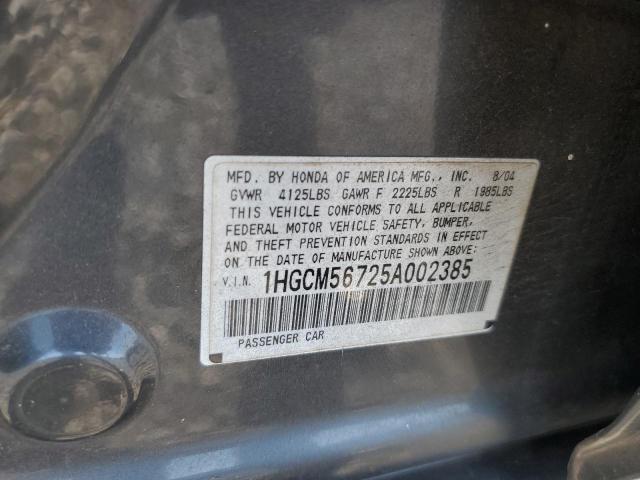 MFD. BY HONDA OF AMERICA MFG., INC. 8/04
GVWR 4125LBS GAWR F 2225LBS R 1985LBS
THIS VEHICLE CONFORMS TO ALL APPLICABLE
FEDERAL MOTOR VEHICLE SAFETY, BUMPER,
AND THEFT PREVENTION STANDARDS IN EFFECT
ON THE DATE OF MANUFACTURE SHOWN ABOVE.
V.I.N. 1HGCM56725A002385
PASSENGER CAR